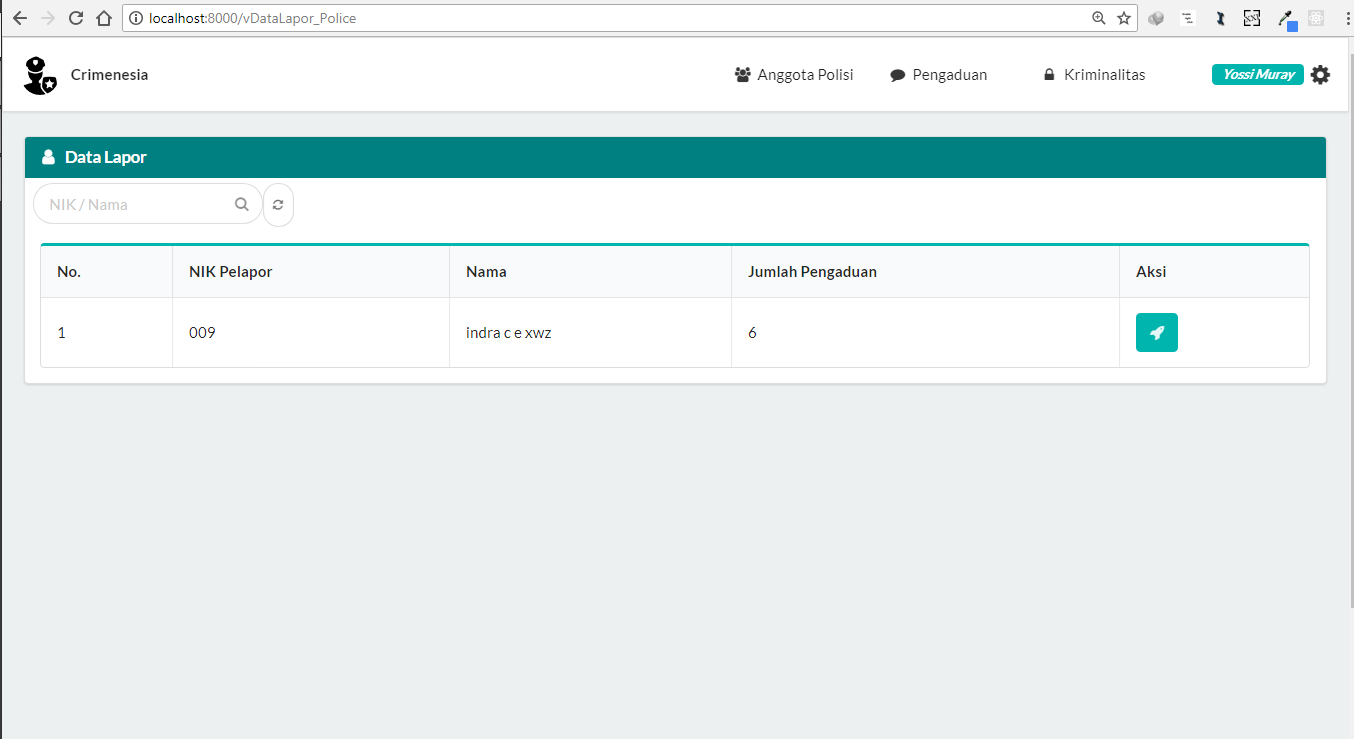 localhost:8000/vDataLapor_Police
Crimenesia
Anggota Polisi
Pengaduan
Kriminalitas
Yossi Muray
Data Lapor
NIK / Nama
No. NIK Pelapor Nama Jumlah Pengaduan Aksi
1 009 indra c e xwz 6